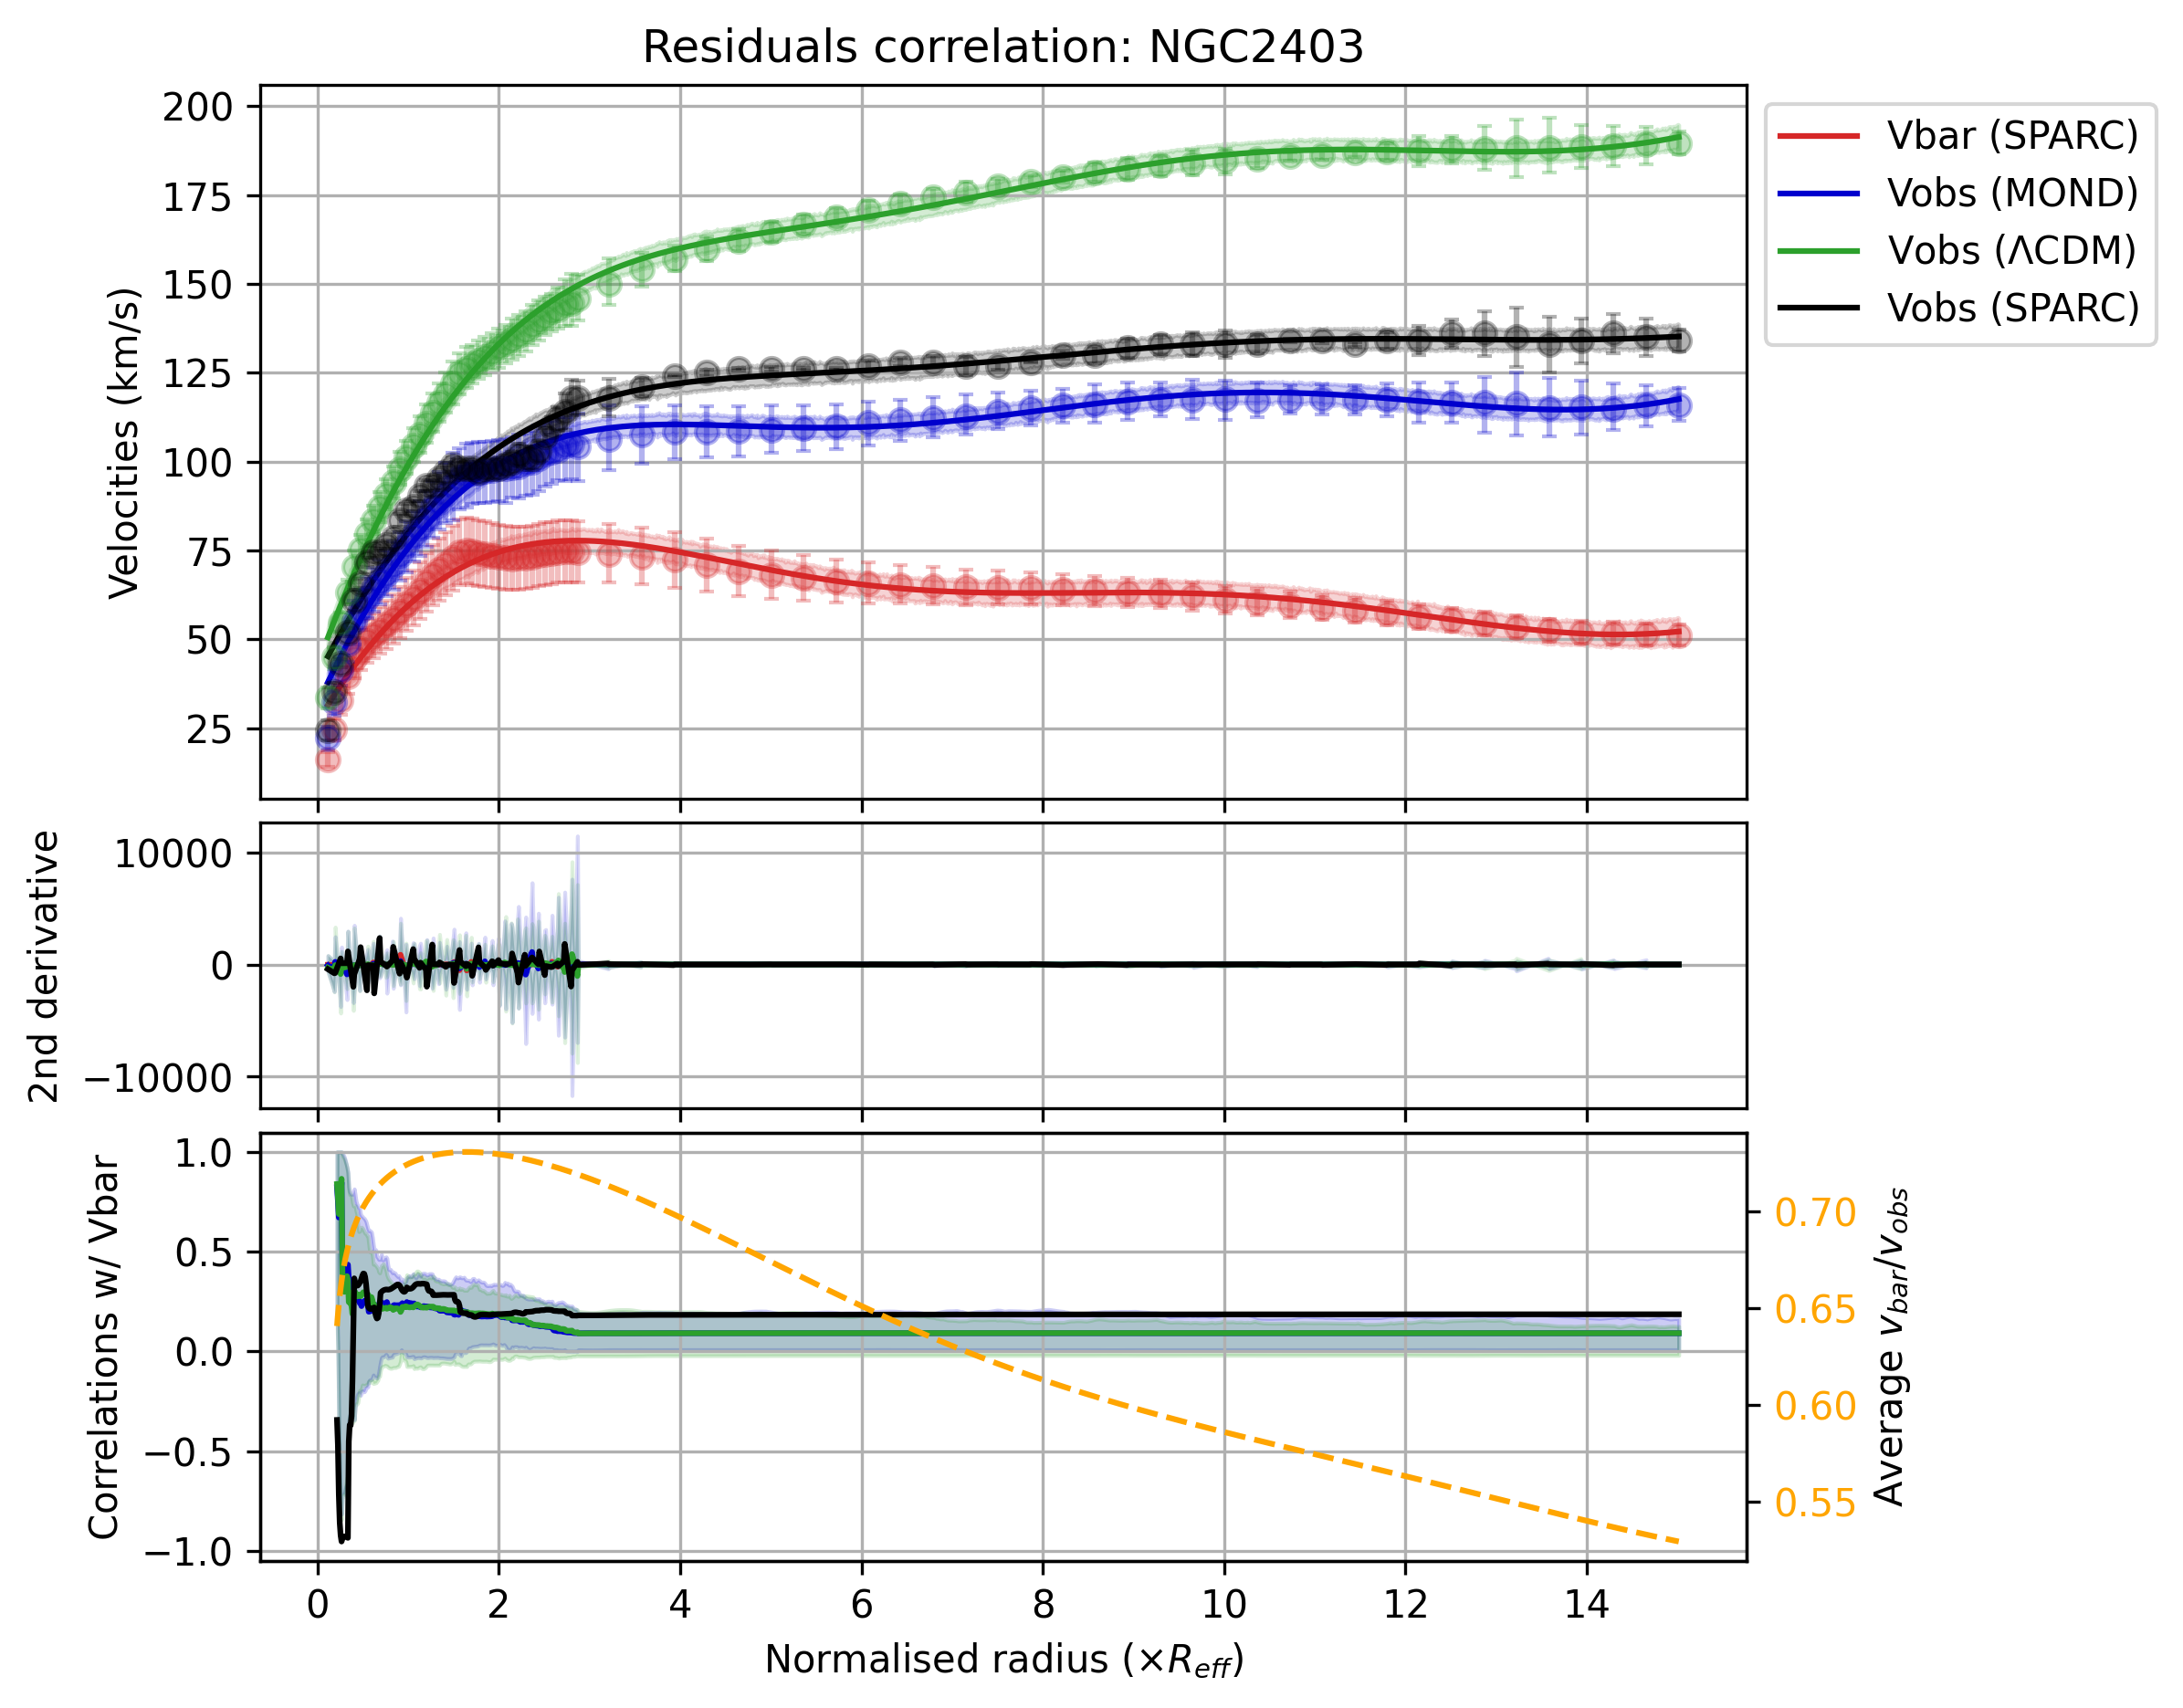 Residuals correlation: NGC2403
Velocities (km/s)
200
175
150
125
100
75
50
25
Vbar (SPARC)
Vobs (MOND)
Vobs (ΛCDM)
Vobs (SPARC)
2nd derivative
10000
0
−10000
Correlations w/ Vbar
1.0
0.5
0.0
−0.5
−1.0
0.70
0.65
0.60
0.55
Average v_bar/v_obs
0 2 4 6 8 10 12 14
Normalised radius (×R_eff)